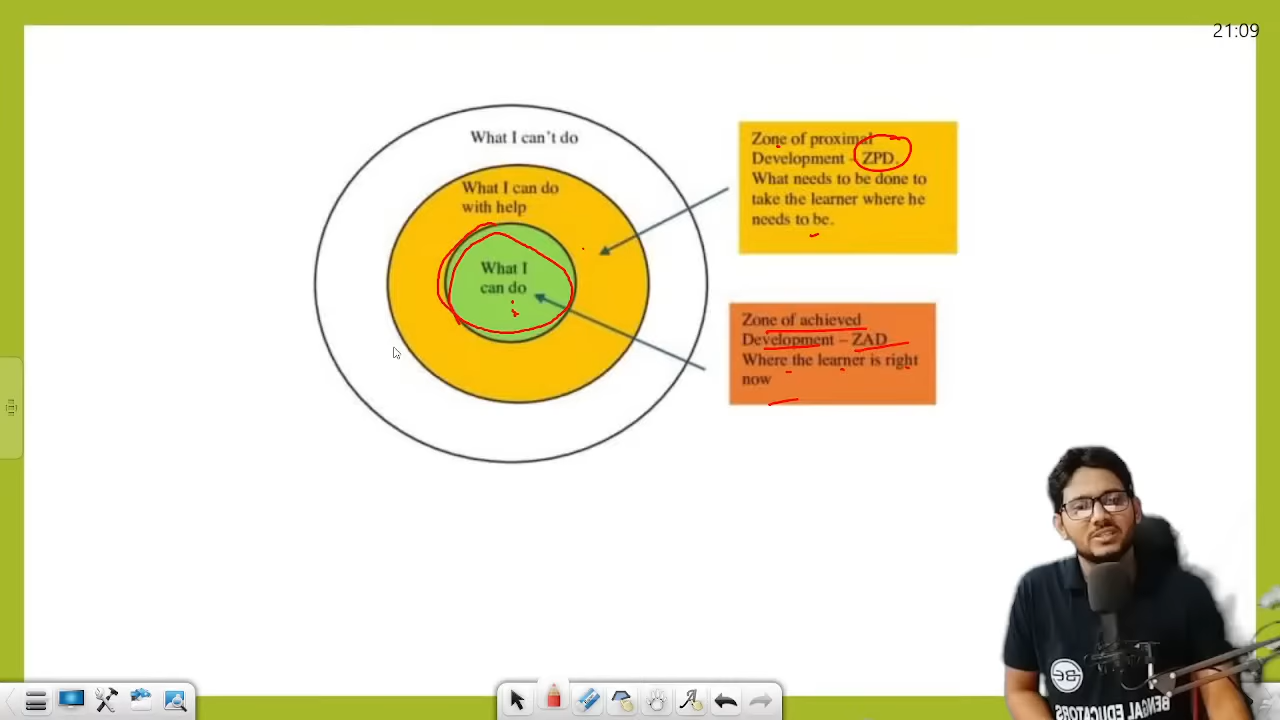 21:09
What I can't do
What I can do
with help
What I
can do
Zone of proximal
Development - ZPD.
What needs to be done to
take the learner where he
needs to be.
Zone of achieved
Development – ZAD
Where the learner is right
now
BENGAL EDUCATORS